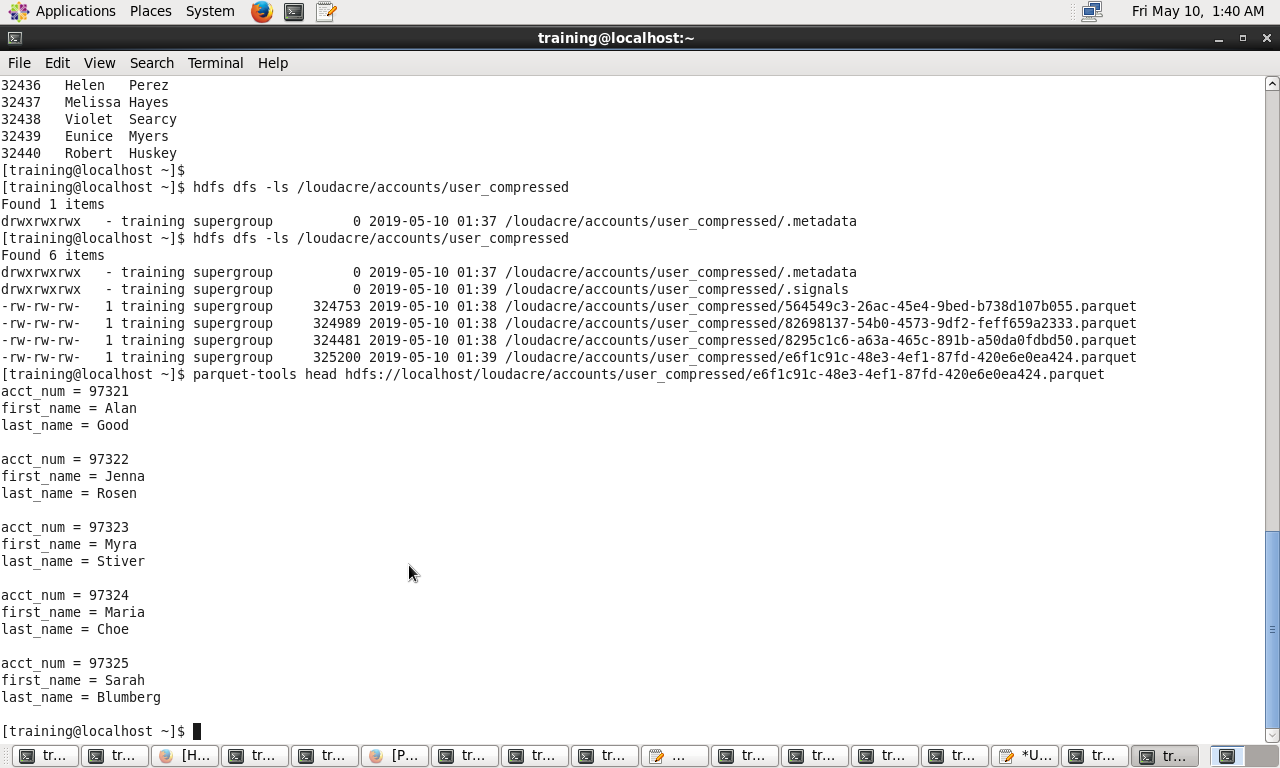 Applications Places System Fri May 10, 1:40 AM
training@localhost:~
File Edit View Search Terminal Help
32436   Helen   Perez
32437   Melissa Hayes
32438   Violet  Searcy
32439   Eunice  Myers
32440   Robert  Huskey
[training@localhost ~]$
[training@localhost ~]$ hdfs dfs -ls /loudacre/accounts/user_compressed
Found 1 items
drwxrwxrwx   - training supergroup          0 2019-05-10 01:37 /loudacre/accounts/user_compressed/.metadata
[training@localhost ~]$ hdfs dfs -ls /loudacre/accounts/user_compressed
Found 6 items
drwxrwxrwx   - training supergroup          0 2019-05-10 01:37 /loudacre/accounts/user_compressed/.metadata
drwxrwxrwx   - training supergroup          0 2019-05-10 01:39 /loudacre/accounts/user_compressed/.signals
-rw-rw-rw-   1 training supergroup     324753 2019-05-10 01:38 /loudacre/accounts/user_compressed/564549c3-26ac-45e4-9bed-b738d107b055.parquet
-rw-rw-rw-   1 training supergroup     324989 2019-05-10 01:38 /loudacre/accounts/user_compressed/82698137-54b0-4573-9df2-feff659a2333.parquet
-rw-rw-rw-   1 training supergroup     324481 2019-05-10 01:38 /loudacre/accounts/user_compressed/8295c1c6-a63a-465c-891b-a50da0fdbd50.parquet
-rw-rw-rw-   1 training supergroup     325200 2019-05-10 01:39 /loudacre/accounts/user_compressed/e6f1c91c-48e3-4ef1-87fd-420e6e0ea424.parquet
[training@localhost ~]$ parquet-tools head hdfs://localhost/loudacre/accounts/user_compressed/e6f1c91c-48e3-4ef1-87fd-420e6e0ea424.parquet
acct_num = 97321
first_name = Alan
last_name = Good
acct_num = 97322
first_name = Jenna
last_name = Rosen
acct_num = 97323
first_name = Myra
last_name = Stiver
acct_num = 97324
first_name = Maria
last_name = Choe
acct_num = 97325
first_name = Sarah
last_name = Blumberg
[training@localhost ~]$
tr... tr... [H... tr... tr... [P... tr... tr... tr... ... tr... tr... tr... tr... *U... tr... tr...